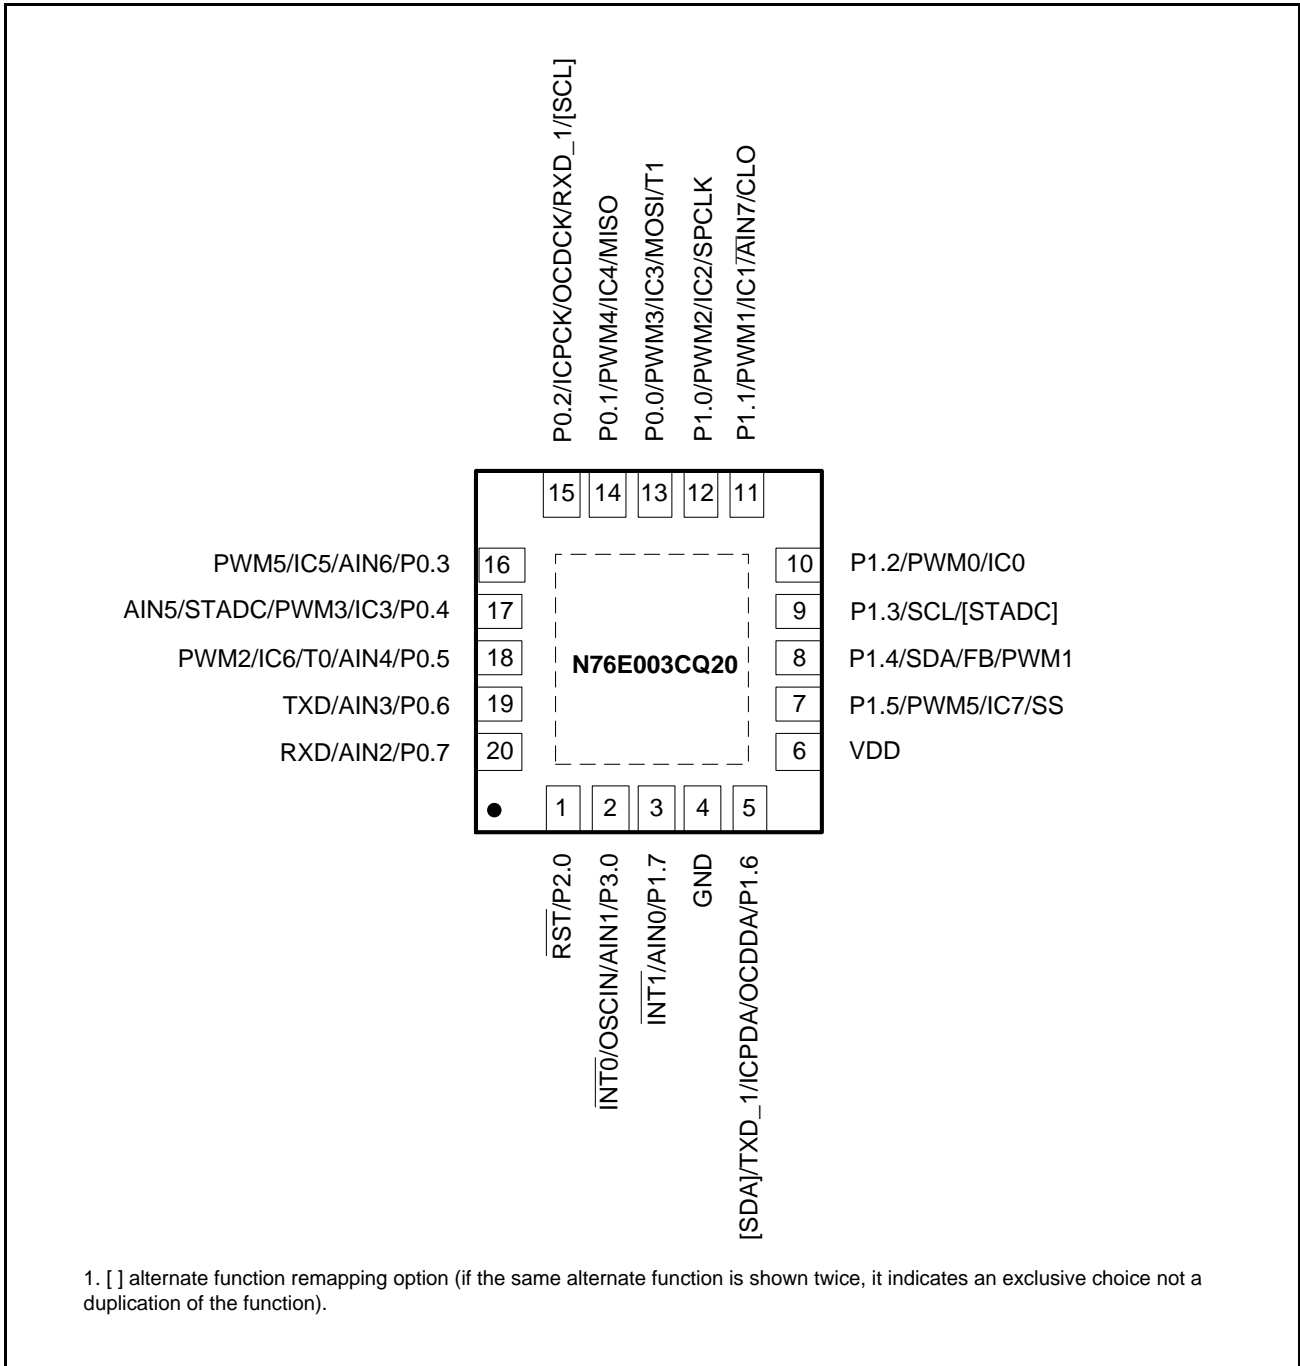 P0.2/ICPCK/OCDCK/RXD_1/[SCL]
P0.1/PWM4/IC4/MISO
P0.0/PWM3/IC3/MOSI/T1
P1.0/PWM2/IC2/SPCLK
P1.1/PWM1/IC1/AIN7/CLO
15 14 13 12 11
PWM5/IC5/AIN6/P0.3 16
AIN5/STADC/PWM3/IC3/P0.4 17
PWM2/IC6/T0/AIN4/P0.5 18
TXD/AIN3/P0.6 19
RXD/AIN2/P0.7 20
N76E003CQ20
10 P1.2/PWM0/IC0
9 P1.3/SCL/[STADC]
8 P1.4/SDA/FB/PWM1
7 P1.5/PWM5/IC7/SS
6 VDD
1 2 3 4 5
RST/P2.0
INT0/OSCIN/AIN1/P3.0
INT1/AIN0/P1.7
GND
[SDA]/TXD_1/ICPDA/OCDDA/P1.6
1. [ ] alternate function remapping option (if the same alternate function is shown twice, it indicates an exclusive choice not a
duplication of the function).